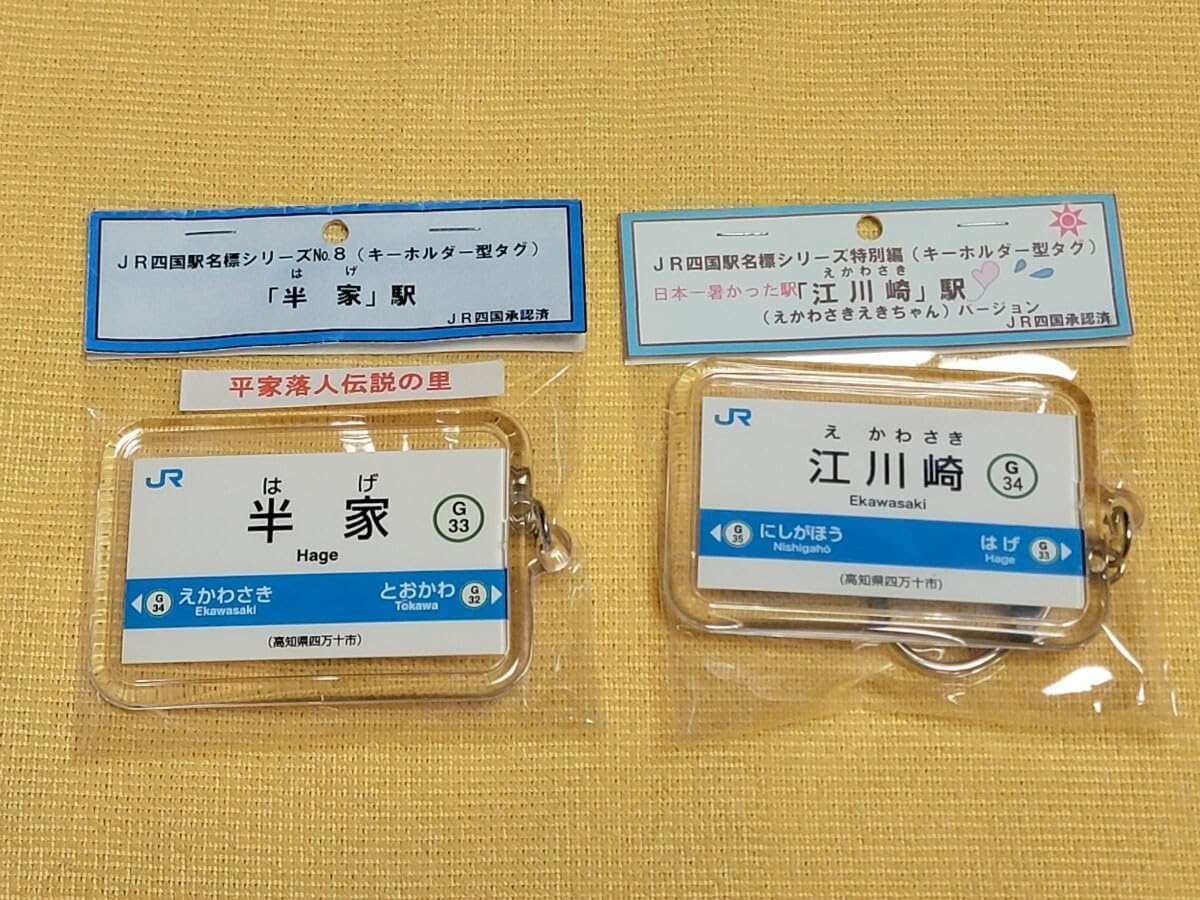 JR四国駅名標シリーズNo.8(キーホルダー型タグ)
は げ
「半 家」駅
JR四国承認済
平家落人伝説の里
JR
は げ
半 家
G
33
Hage
G
34
えかわさき
Ekawasaki
とおかわ
Tokawa
G
32
(高知県四万十市)
JR四国駅名標シリーズ特別編(キーホルダー型タグ)
えかわさき
日本一暑かった駅「江川崎」駅
(えかわさきえきちゃん)バージョン
JR四国承認済
JR
え かわ さき
江川崎
G
34
Ekawasaki
G
35
にしがほう
Nishigahō
はげ
Hage
G
33
(高知県四万十市)